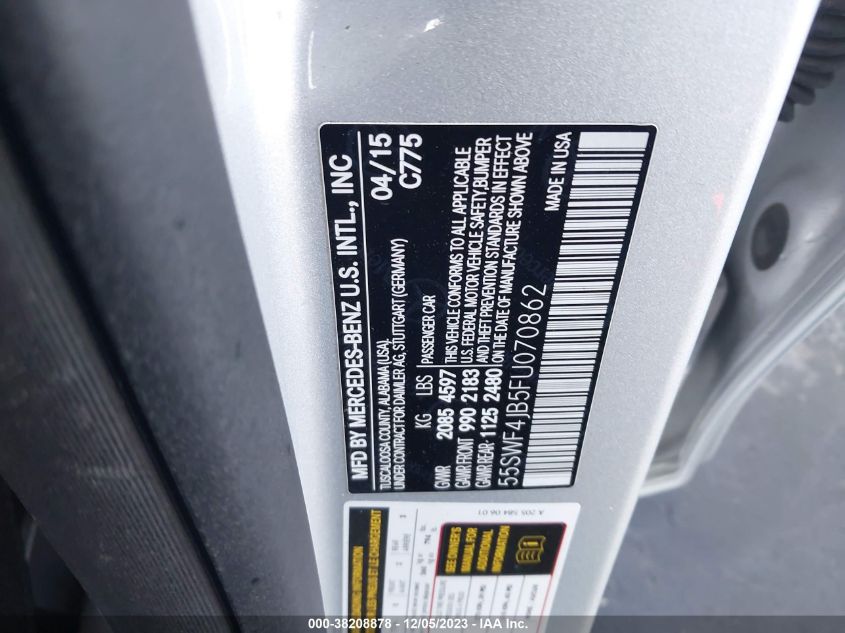 MFD BY MERCEDES-BENZ U.S. INTL., INC
TUSCALOOSA COUNTY, ALABAMA (USA)
UNDER CONTRACT FOR DAIMLER AG, STUTTGART (GERMANY)
04/15
C775
KG LBS
PASSENGER CAR
GVWR 2085 4597
GAWR FRONT 990 2183
GAWR REAR 1125 2480
THIS VEHICLE CONFORMS TO ALL APPLICABLE
U.S. FEDERAL MOTOR VEHICLE SAFETY,BUMPER
AND THEFT PREVENTION STANDARDS IN EFFECT
ON THE DATE OF MANUFACTURE SHOWN ABOVE
MADE IN USA
55SWF4JB5FU070862
A 205 584 06 01
SEE OWNER'S
MANUAL FOR
ADDITIONAL
INFORMATION
000-38208878 - 12/05/2023 - IAA Inc.